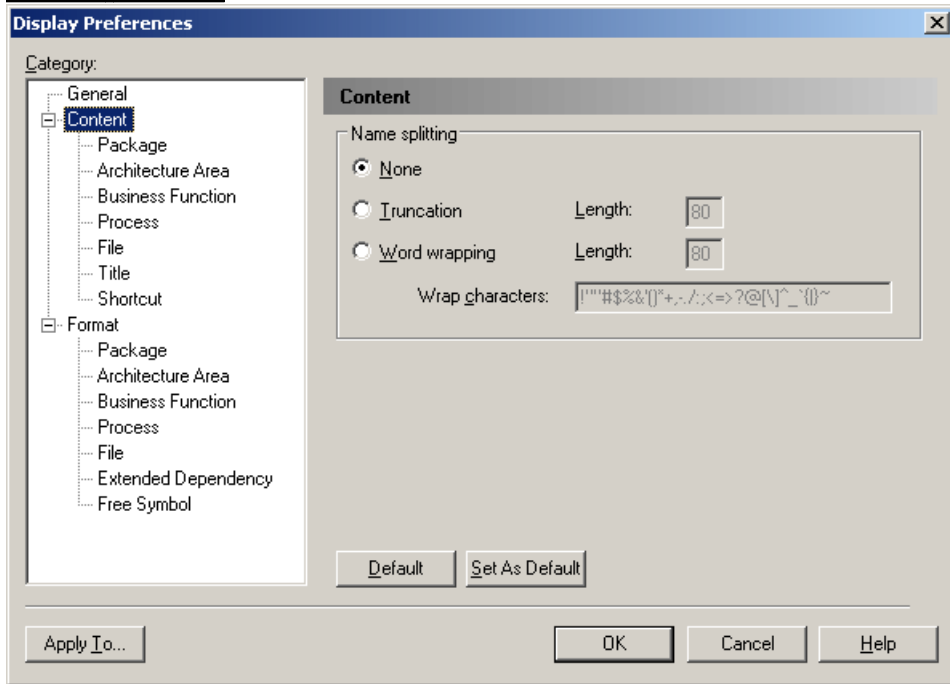 Display Preferences
Category:
General
Content
Package
Architecture Area
Business Function
Process
File
Title
Shortcut
Format
Package
Architecture Area
Business Function
Process
File
Extended Dependency
Free Symbol
Content
Name splitting
None
Truncation Length: 80
Word wrapping Length: 80
Wrap characters: !'""#$%&'()*+,-./:;<=>?@[\]^_`{|}~
Default Set As Default
Apply To... OK Cancel Help